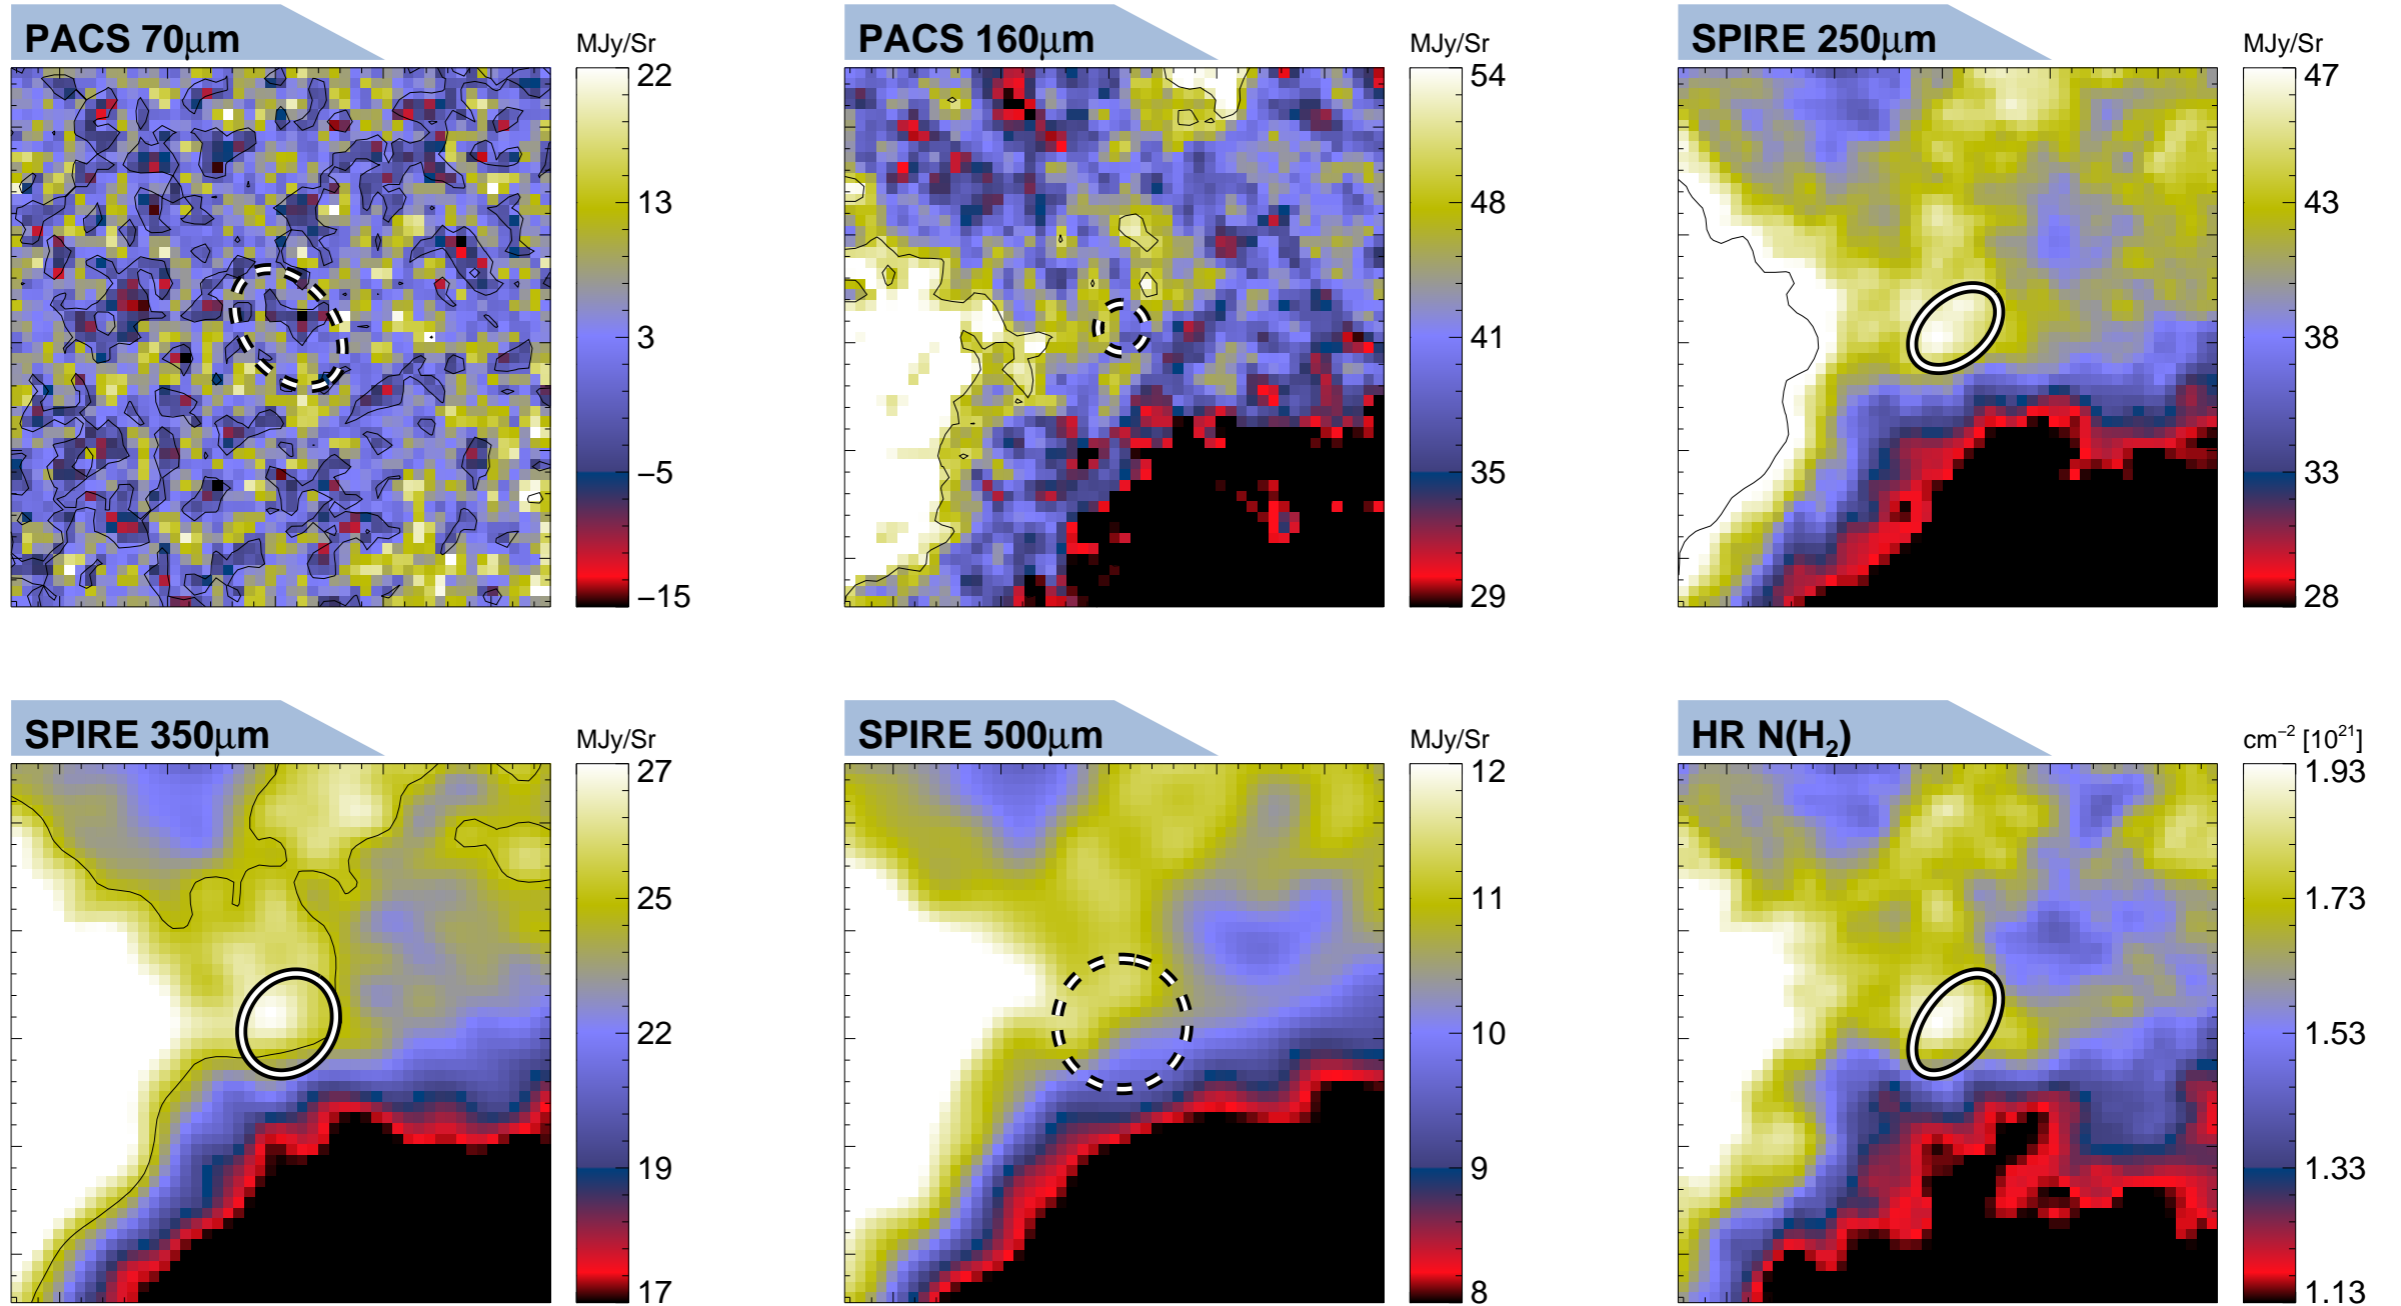 PACS 70μm
MJy/Sr
22
13
3
−5
−15
PACS 160μm
MJy/Sr
54
48
41
35
29
SPIRE 250μm
MJy/Sr
47
43
38
33
28
SPIRE 350μm
MJy/Sr
27
25
22
19
17
SPIRE 500μm
MJy/Sr
12
11
10
9
8
HR N(H₂)
cm⁻² [10²¹]
1.93
1.73
1.53
1.33
1.13